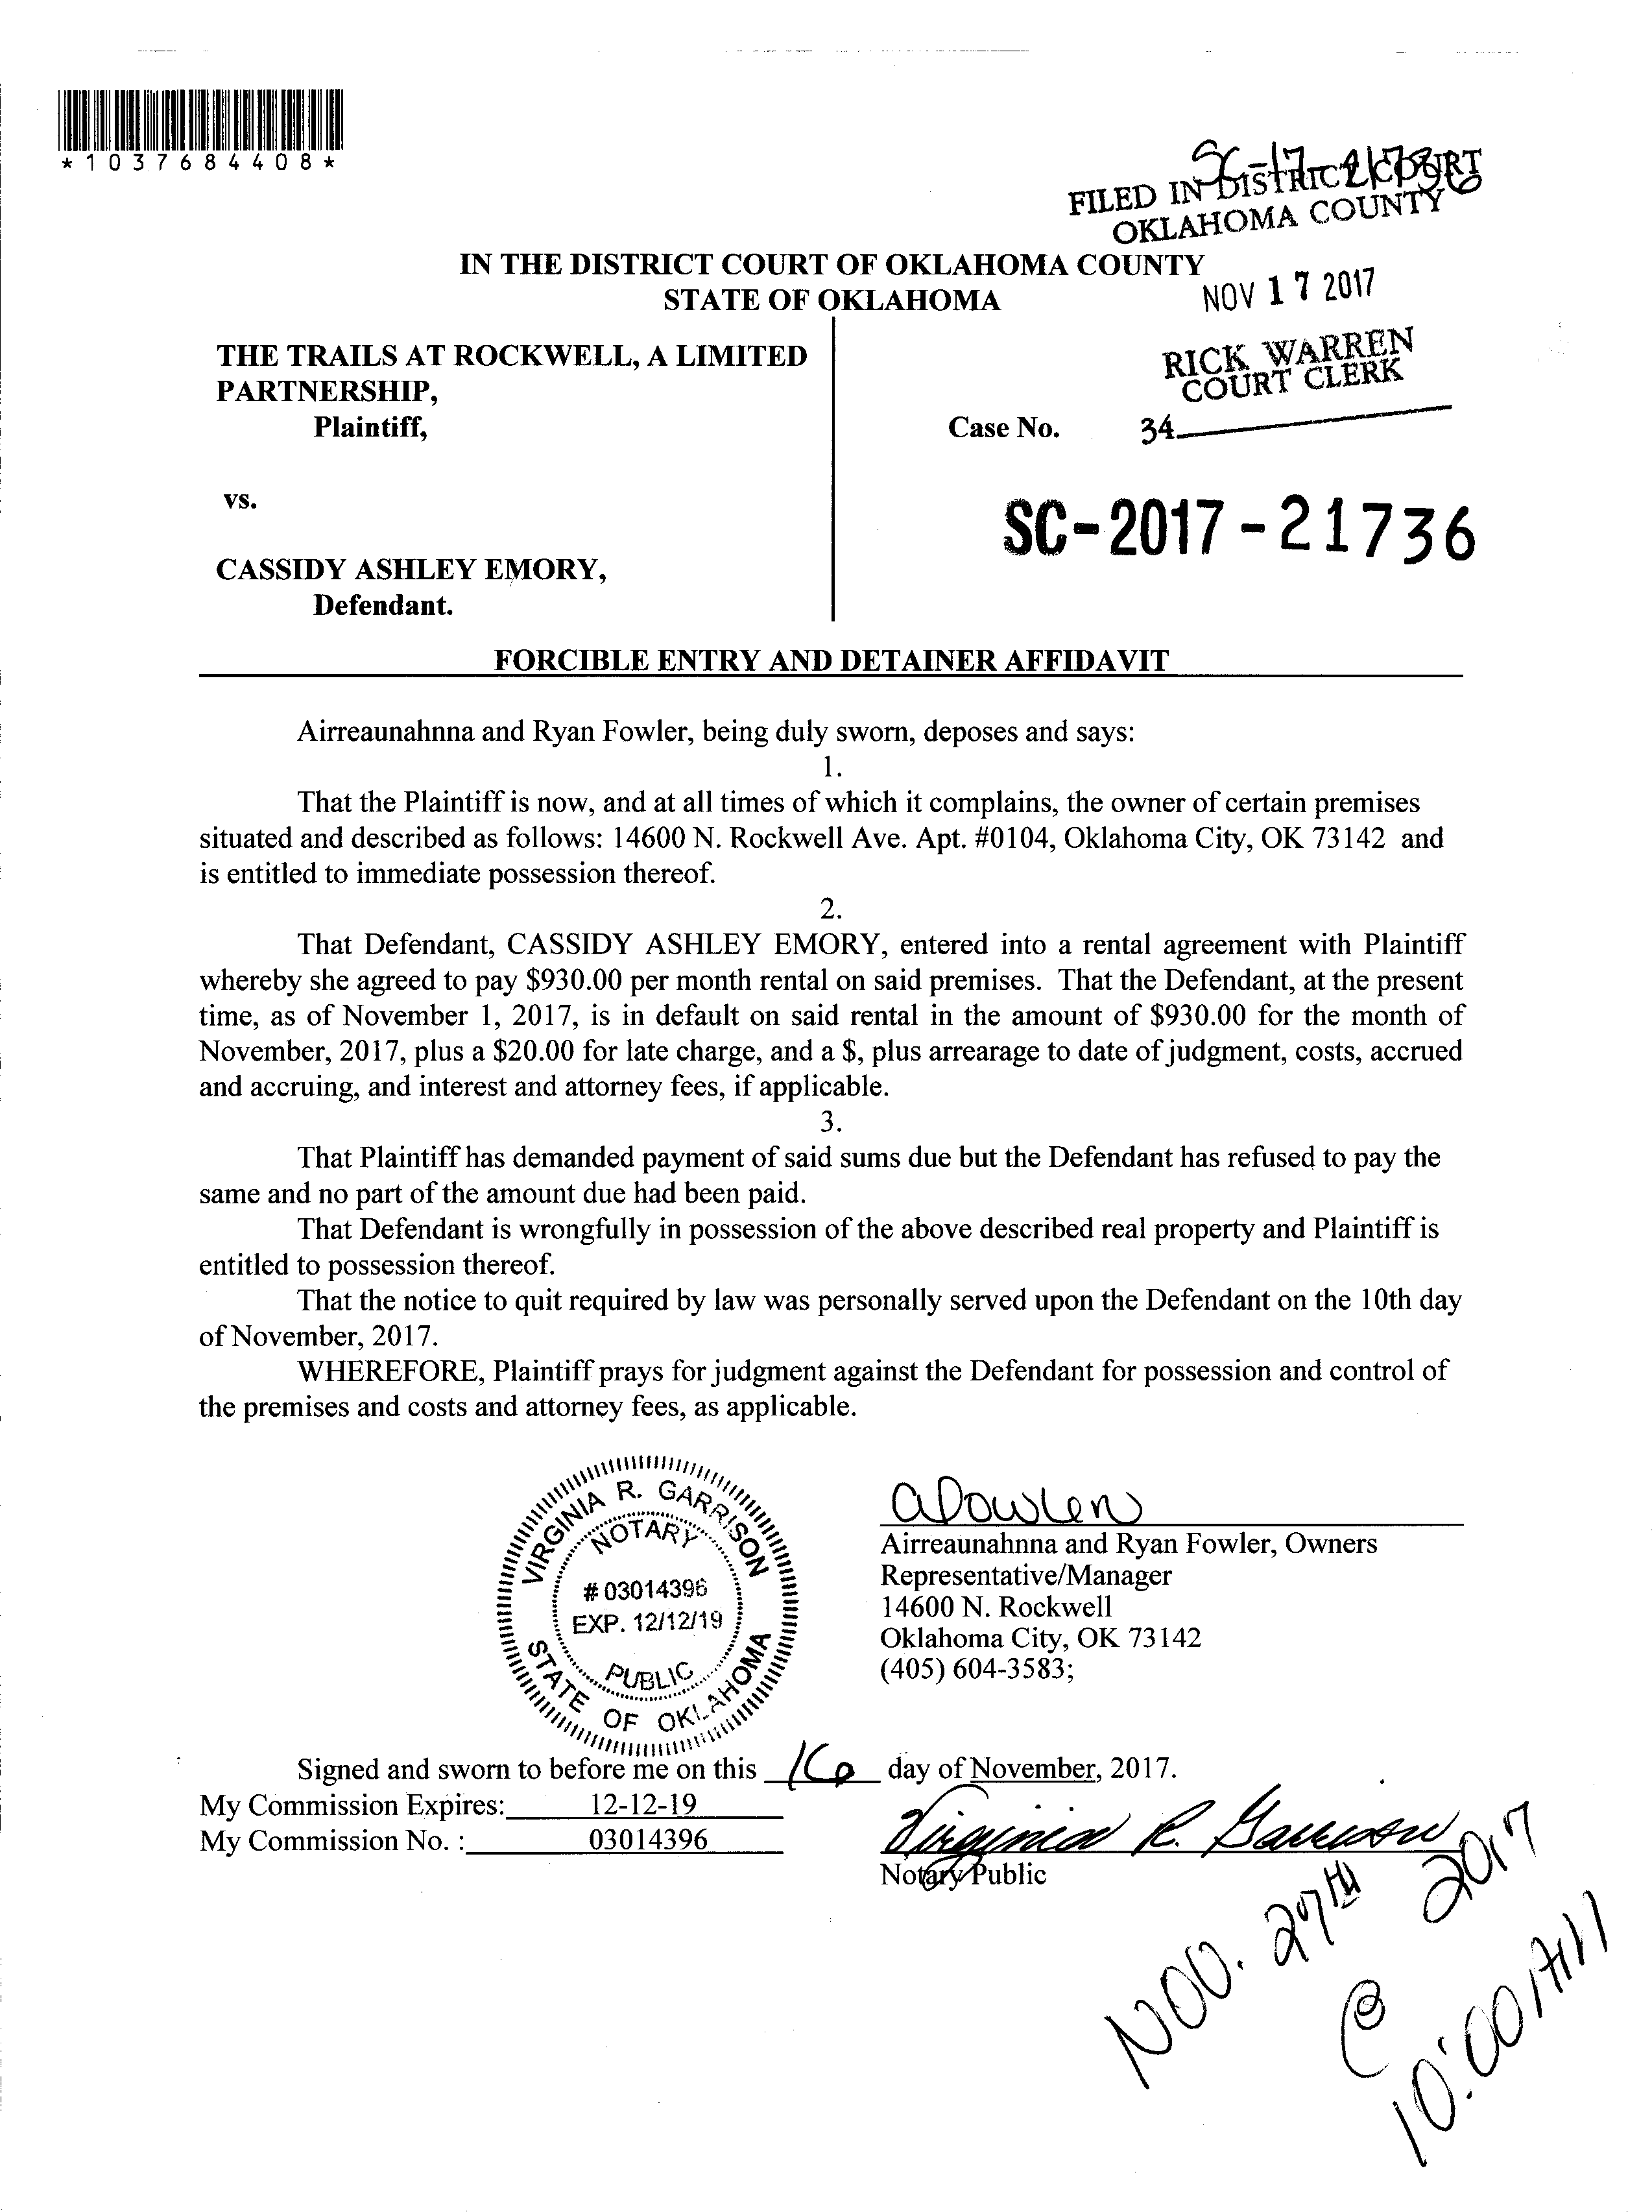 *1037684408*
SC-17-21736
FILED IN DISTRICT COURT
OKLAHOMA COUNTY
IN THE DISTRICT COURT OF OKLAHOMA COUNTY
STATE OF OKLAHOMA
NOV 17 2017
RICK WARREN
COURT CLERK
34
THE TRAILS AT ROCKWELL, A LIMITED
PARTNERSHIP,
Plaintiff,
Case No.
vs.
SC-2017-21736
CASSIDY ASHLEY EMORY,
Defendant.
FORCIBLE ENTRY AND DETAINER AFFIDAVIT
Airreaunahnna and Ryan Fowler, being duly sworn, deposes and says:
1.
That the Plaintiff is now, and at all times of which it complains, the owner of certain premises
situated and described as follows: 14600 N. Rockwell Ave. Apt. #0104, Oklahoma City, OK 73142 and
is entitled to immediate possession thereof.
2.
That Defendant, CASSIDY ASHLEY EMORY, entered into a rental agreement with Plaintiff
whereby she agreed to pay $930.00 per month rental on said premises. That the Defendant, at the present
time, as of November 1, 2017, is in default on said rental in the amount of $930.00 for the month of
November, 2017, plus a $20.00 for late charge, and a $, plus arrearage to date of judgment, costs, accrued
and accruing, and interest and attorney fees, if applicable.
3.
That Plaintiff has demanded payment of said sums due but the Defendant has refused to pay the
same and no part of the amount due had been paid.
That Defendant is wrongfully in possession of the above described real property and Plaintiff is
entitled to possession thereof.
That the notice to quit required by law was personally served upon the Defendant on the 10th day
of November, 2017.
WHEREFORE, Plaintiff prays for judgment against the Defendant for possession and control of
the premises and costs and attorney fees, as applicable.
VIRGINIA R. GARRISON
NOTARY
# 03014396
EXP. 12/12/19
PUBLIC
STATE OF OKLAHOMA
Airreaunahnna and Ryan Fowler, Owners
Representative/Manager
14600 N. Rockwell
Oklahoma City, OK 73142
(405) 604-3583;
Signed and sworn to before me on this 16 day of November, 2017.
My Commission Expires: 12-12-19
My Commission No. : 03014396
Virginia R. Garrison
Notary Public
NOV. 27TH 2017
@
10:00AM